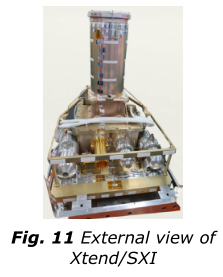 Fig. 11 External view of
Xtend/SXI